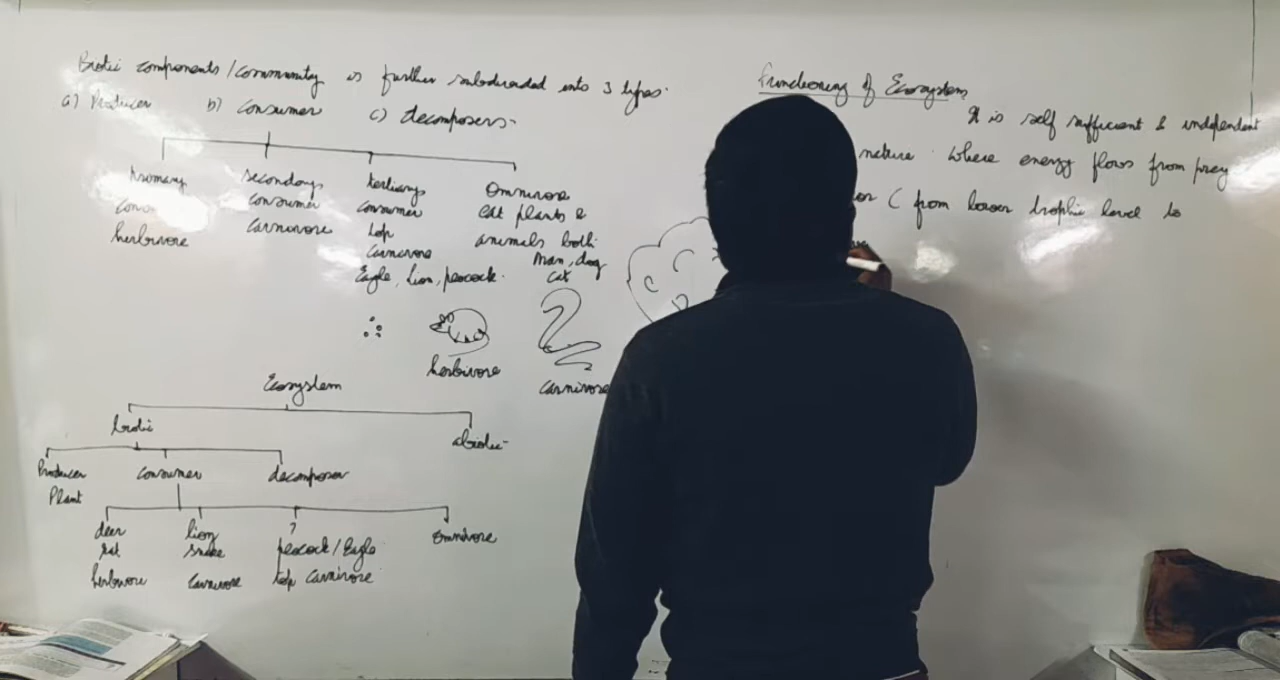 Biotic components/community is further subdivided into 3 types.
a) Producer b) Consumer c) decomposers-
Primary secondary tertiary Omnivore
consumer consumer eat plants &
herbivore carnivore top animals both.
Carnivore Man, dog
Eagle, lion, peacock. cat
herbivore
carnivore
Ecosystem
biotic abiotic
Producer consumer decomposer
Plant
deer lion ? Omnivore
rat snake peacock/Eagle
herbivore carnivore top carnivore
Functioning of Ecosystem
It is self sufficient & independent
nature. Where energy flows from prey
or (from lower trophic level to